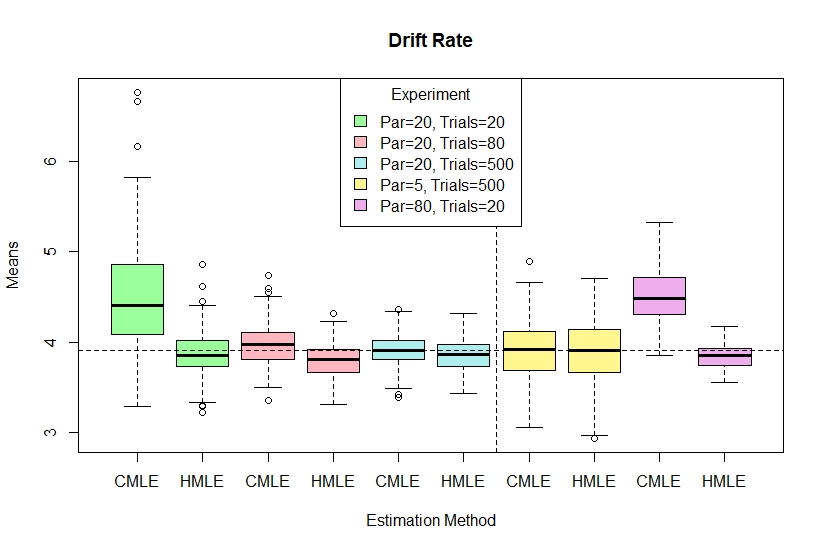 Drift Rate
Experiment
Par=20, Trials=20
Par=20, Trials=80
Par=20, Trials=500
Par=5, Trials=500
Par=80, Trials=20
Means
6
5
4
3
CMLE HMLE CMLE HMLE CMLE HMLE CMLE HMLE CMLE HMLE
Estimation Method